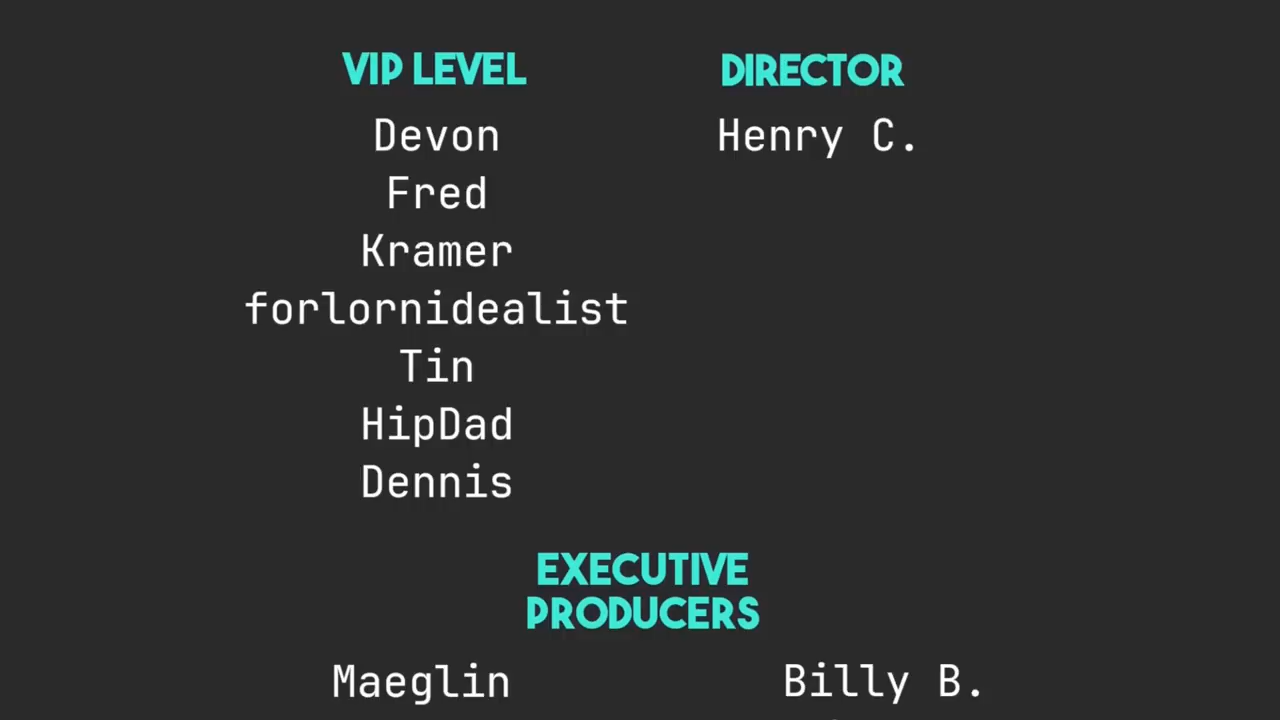 VIP LEVEL
Devon
Fred
Kramer
forlornidealist
Tin
HipDad
Dennis
DIRECTOR
Henry C.
EXECUTIVE
PRODUCERS
Maeglin
Billy B.